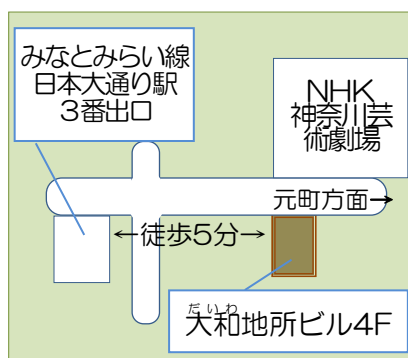 みなとみらい線
日本大通り駅
3番出口
NHK
神奈川芸
術劇場
元町方面→
←徒歩5分→
だいわ
大和地所ビル4F